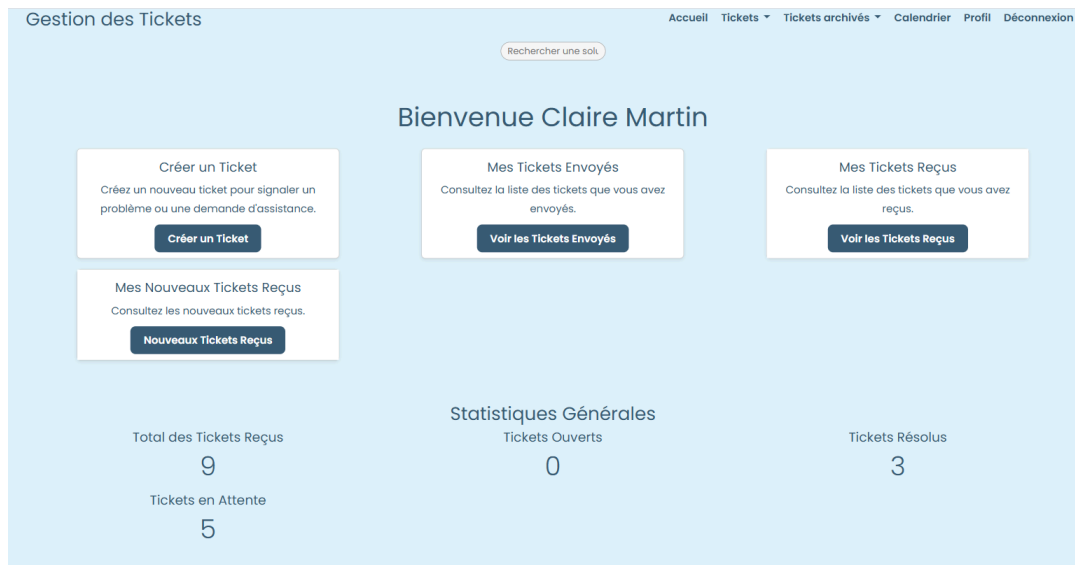 Gestion des Tickets
Accueil Tickets Tickets archivés Calendrier Profil Déconnexion
Rechercher une solu
Bienvenue Claire Martin
Créer un Ticket
Créez un nouveau ticket pour signaler un
problème ou une demande d'assistance.
Créer un Ticket
Mes Tickets Envoyés
Consultez la liste des tickets que vous avez
envoyés.
Voir les Tickets Envoyés
Mes Tickets Reçus
Consultez la liste des tickets que vous avez
reçus.
Voir les Tickets Reçus
Mes Nouveaux Tickets Reçus
Consultez les nouveaux tickets reçus.
Nouveaux Tickets Reçus
Statistiques Générales
Total des Tickets Reçus
9
Tickets Ouverts
0
Tickets Résolus
3
Tickets en Attente
5